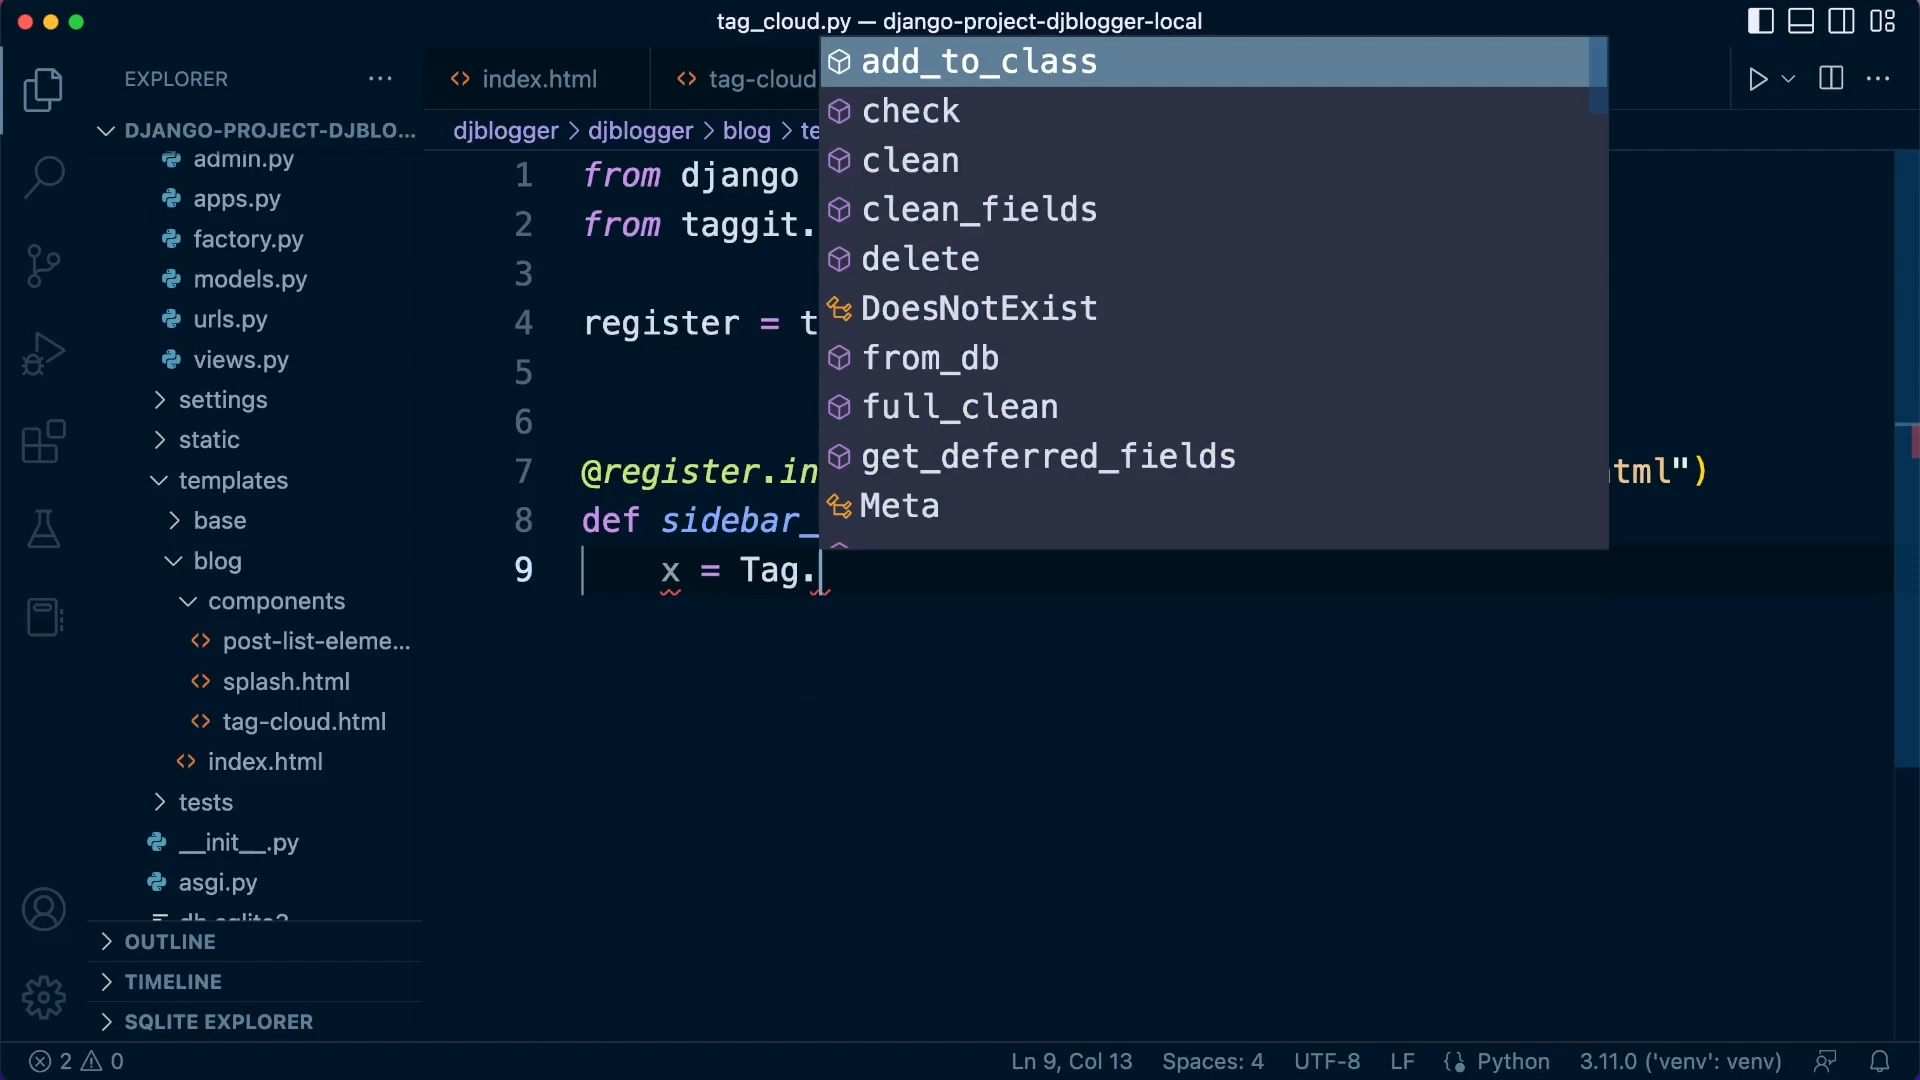 tag_cloud.py — django-project-djblogger-local
EXPLORER
DJANGO-PROJECT-DJBLO...
admin.py
apps.py
factory.py
models.py
urls.py
views.py
settings
static
templates
base
blog
components
post-list-eleme...
splash.html
tag-cloud.html
index.html
tests
__init__.py
asgi.py
db.sqlite3
OUTLINE
TIMELINE
SQLITE EXPLORER
index.html
tag-cloud
djblogger > djblogger > blog > te
1 from django
2 from taggit.
3
4 register = t
5
6
7 @register.in tml")
8 def sidebar_
9 x = Tag.
add_to_class
check
clean
clean_fields
delete
DoesNotExist
from_db
full_clean
get_deferred_fields
Meta
2 0
Ln 9, Col 13
Spaces: 4
UTF-8
LF
Python
3.11.0 ('venv': venv)